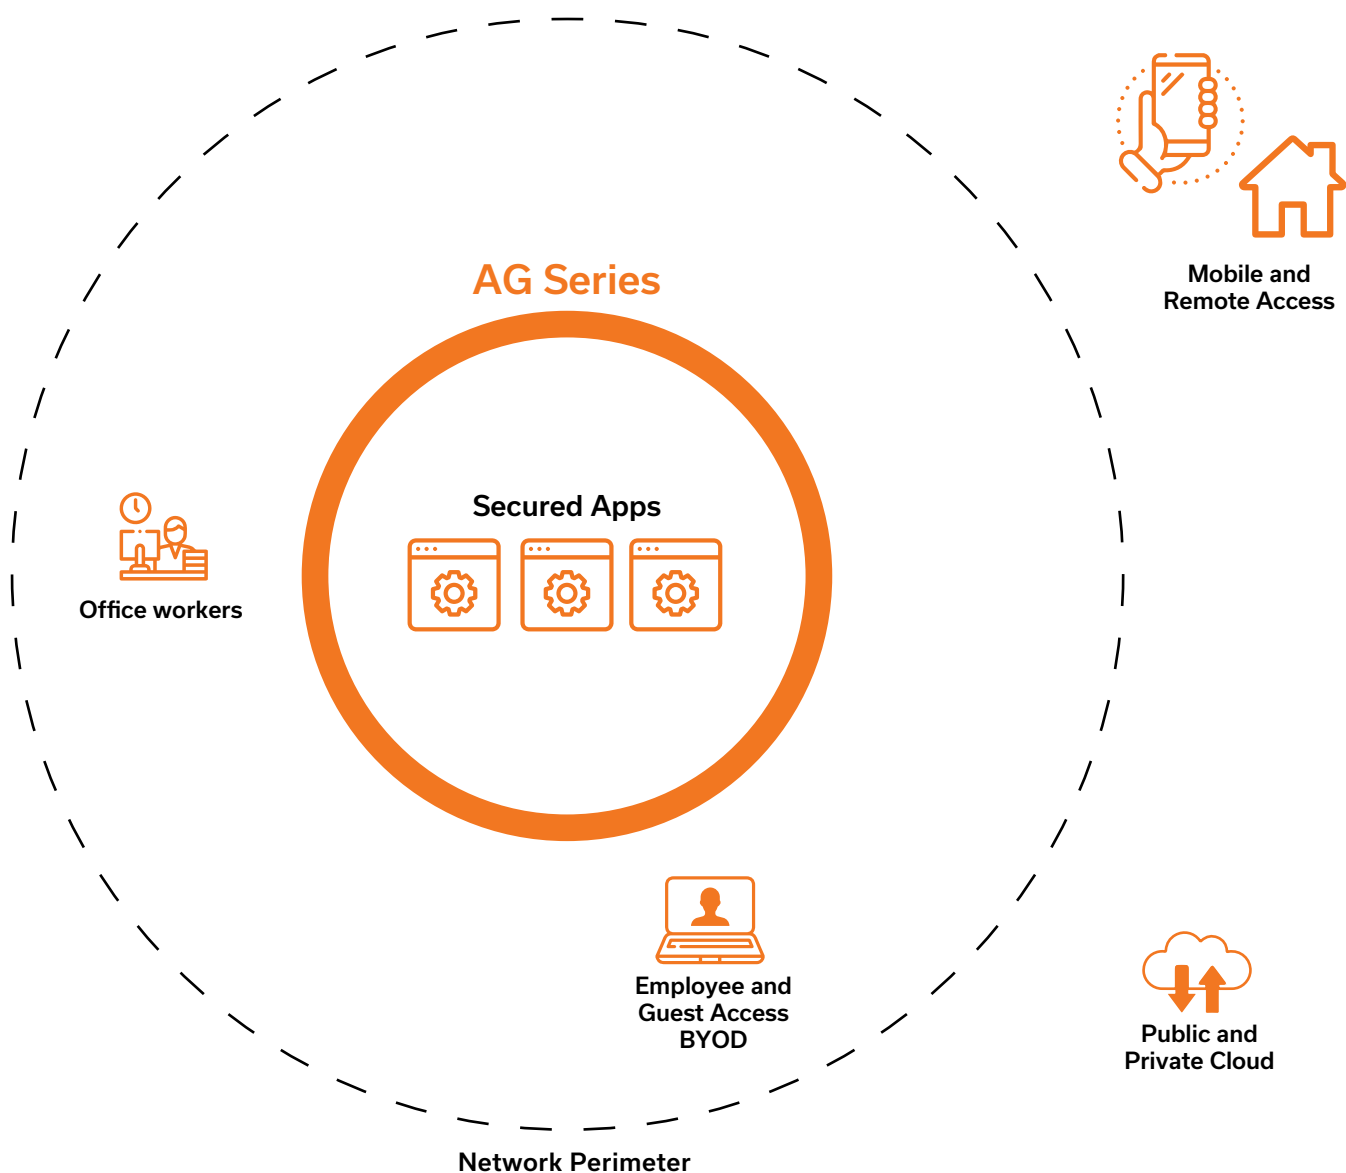 Mobile and
Remote Access
AG Series
Secured Apps
Office workers
Employee and
Guest Access
BYOD
Public and
Private Cloud
Network Perimeter